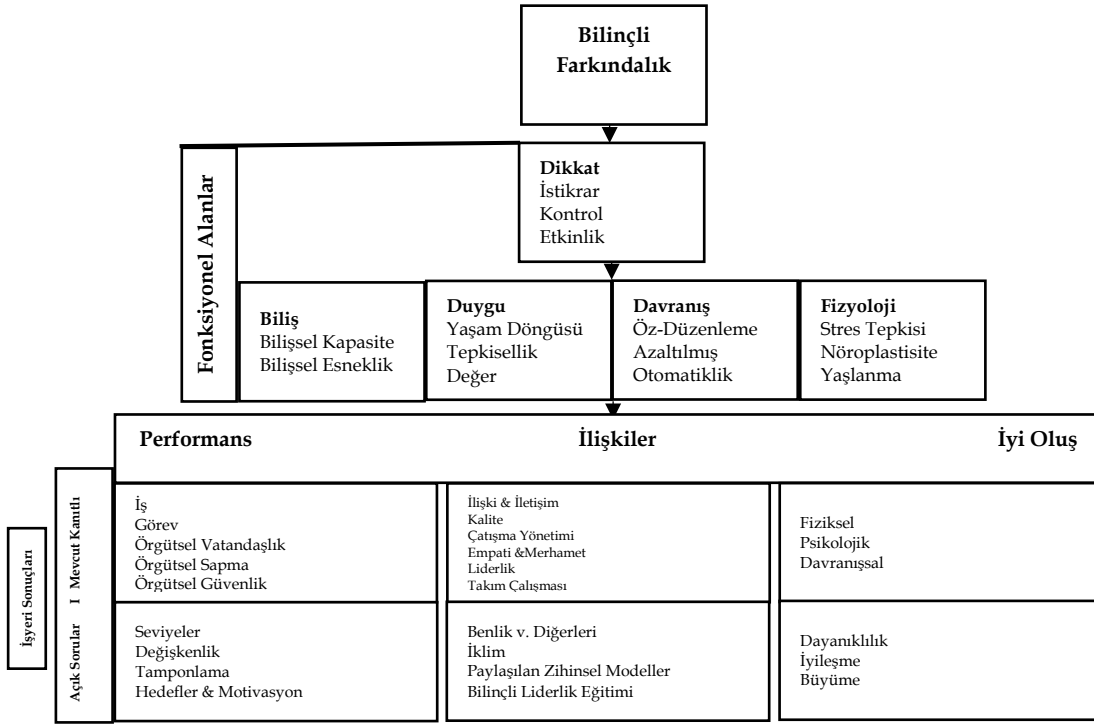 Bilinçli
Farkındalık
Dikkat
İstikrar
Kontrol
Etkinlik
Fonksiyonel Alanlar
Biliş
Bilişsel Kapasite
Bilişsel Esneklik
Duygu
Yaşam Döngüsü
Tepkisellik
Değer
Davranış
Öz-Düzenleme
Azaltılmış
Otomatiklik
Fizyoloji
Stres Tepkisi
Nöroplastisite
Yaşlanma
Performans
İlişkiler
İyi Oluş
İşyeri Sonuçları
Açık Sorular I Mevcut Kanıtlı
İş
Görev
Örgütsel Vatandaşlık
Örgütsel Sapma
Örgütsel Güvenlik
İlişki & İletişim
Kalite
Çatışma Yönetimi
Empati &Merhamet
Liderlik
Takım Çalışması
Fiziksel
Psikolojik
Davranışsal
Seviyeler
Değişkenlik
Tamponlama
Hedefler & Motivasyon
Benlik v. Diğerleri
İklim
Paylaşılan Zihinsel Modeller
Bilinçli Liderlik Eğitimi
Dayanıklılık
İyileşme
Büyüme